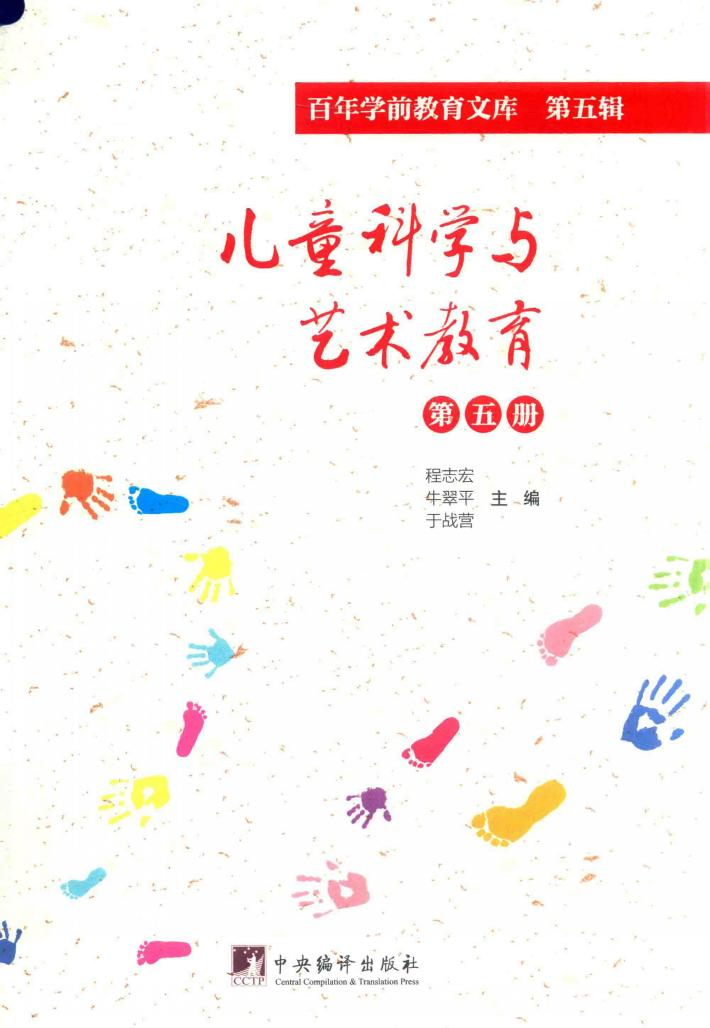 百年学前教育文库 第五辑
儿童科学与
艺术教育
第五册
程志宏
牛翠平 主编
于战营
中央编译出版社
CCTP Central Compilation & Translation Press